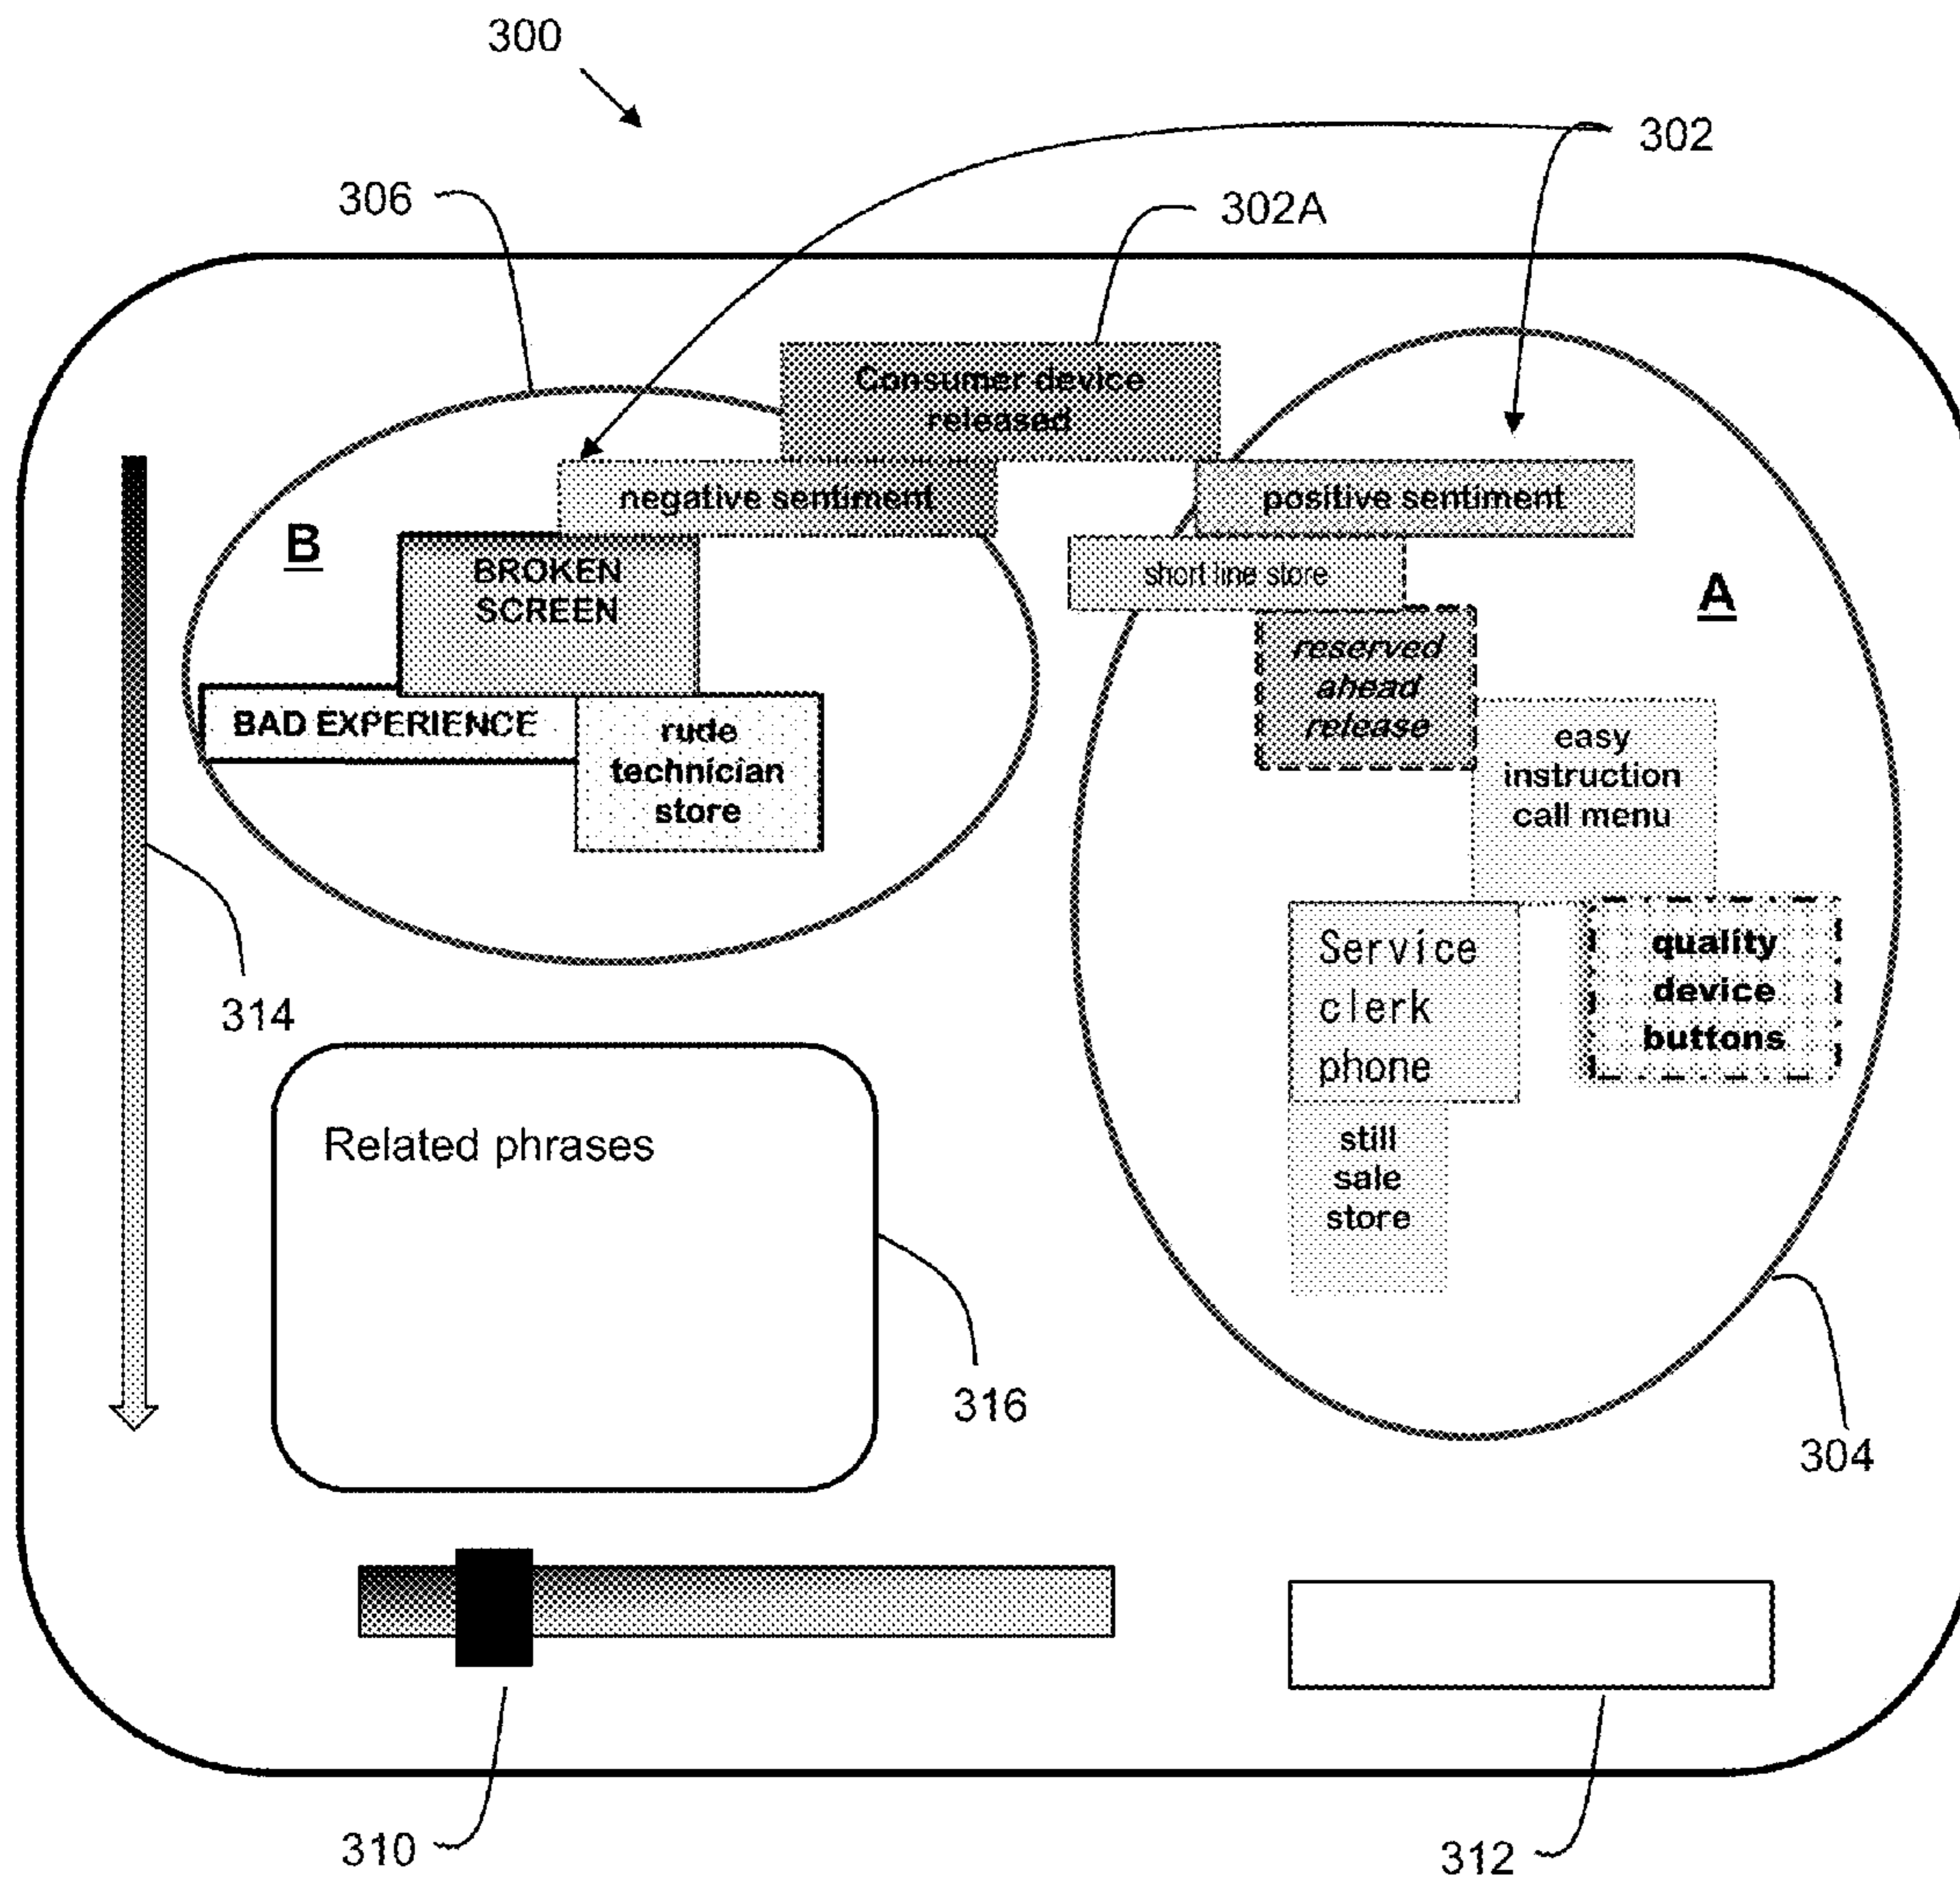 300
302
306
302A
Consumer device
released
negative sentiment
positive sentiment
B
BROKEN
SCREEN
short line store
A
reserved
ahead
release
BAD EXPERIENCE
rude
technician
store
easy
instruction
call menu
Service
clerk
phone
quality
device
buttons
314
Related phrases
still
sale
store
316
304
310
312